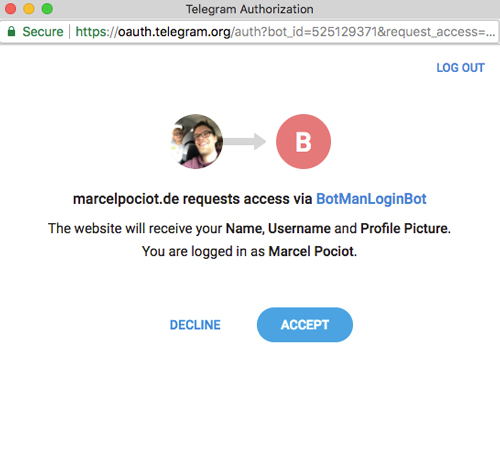 Telegram Authorization
Secure https://oauth.telegram.org/auth?bot_id=525129371&request_access=...
LOG OUT
B
marcelpociot.de requests access via BotManLoginBot
The website will receive your Name, Username and Profile Picture.
You are logged in as Marcel Pociot.
DECLINE ACCEPT